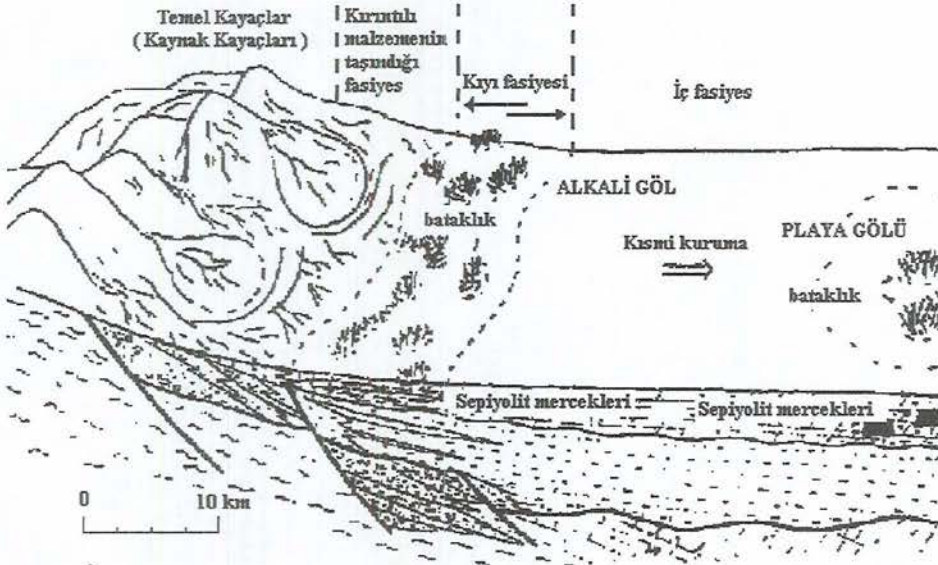 Temel Kayaçlar
( Kaynak Kayaçları )
Kırıntılı
malzemenin
taşındığı
fasiyes
Kıyı fasiyesi
İç fasiyes
ALKALİ GÖL
bataklık
Kısmi kuruma
PLAYA GÖLÜ
bataklık
Sepiyolit mercekleri
Sepiyolit mercekleri
0
10 km